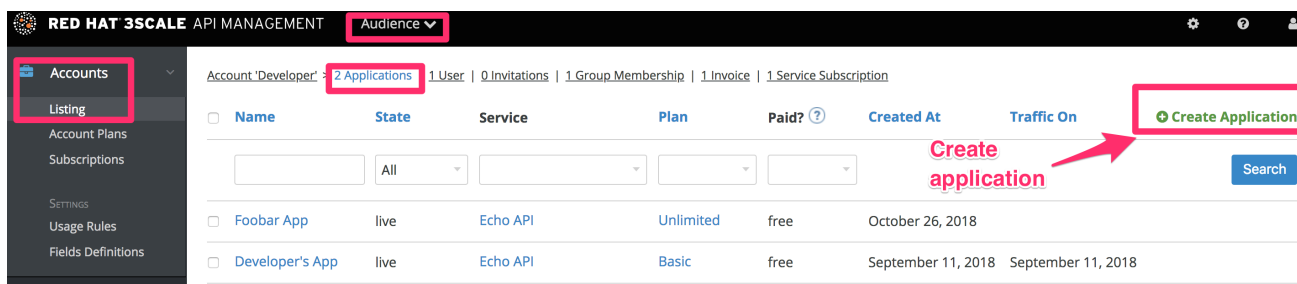 RED HAT 3SCALE API MANAGEMENT Audience
Accounts
Listing
Account Plans
Subscriptions
SETTINGS
Usage Rules
Fields Definitions
Account 'Developer' > 2 Applications 1 User | 0 Invitations | 1 Group Membership | 1 Invoice | 1 Service Subscription
Name State Service Plan Paid? ? Created At Traffic On Create Application
Create
application
All Search
Foobar App live Echo API Unlimited free October 26, 2018
Developer's App live Echo API Basic free September 11, 2018 September 11, 2018